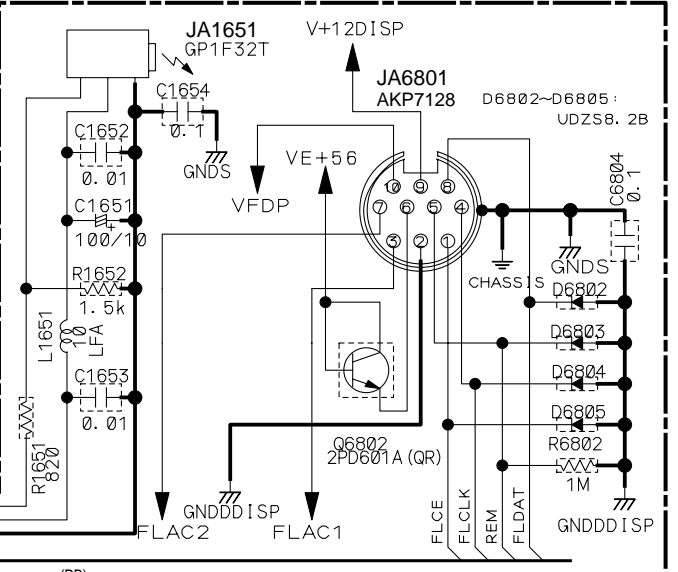 JA1651
GP1F32T
V+12DISP
JA6801
AKP7128
D6802~D6805:
UDZS8.2B
C1654
0.1
GNDS
C1652
0.01
VE+56
VFDP
10
9
8
7
6
5
4
3
2
1
C6804
0.1
C1651
+
100/10
CHASSIS
GNDS
R1652
1.5k
D6802
L1651
10
LFA
D6803
C1653
0.01
D6804
D6805
R1651
820
Q6802
2PD601A(QR)
R6802
1M
GNDDDISP
FLAC2
FLAC1
FLCE
FLCLK
REM
FLDAT
GNDDDISP